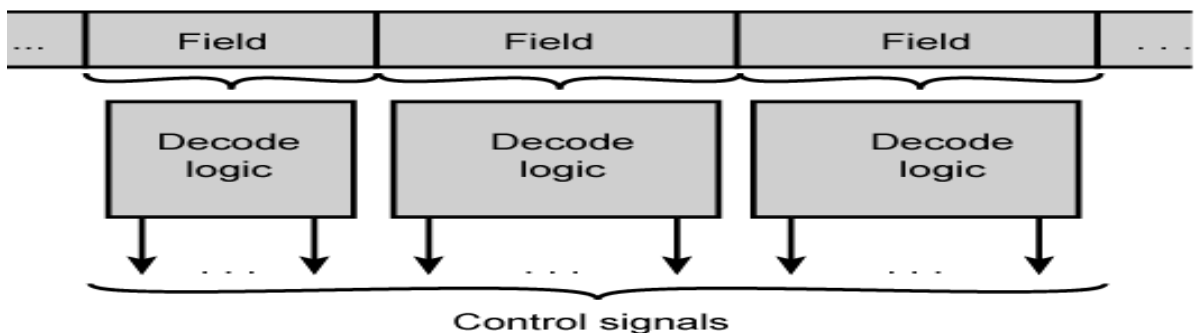 ... Field Field Field . . .
Decode logic Decode logic Decode logic
. . . . . . . . .
Control signals